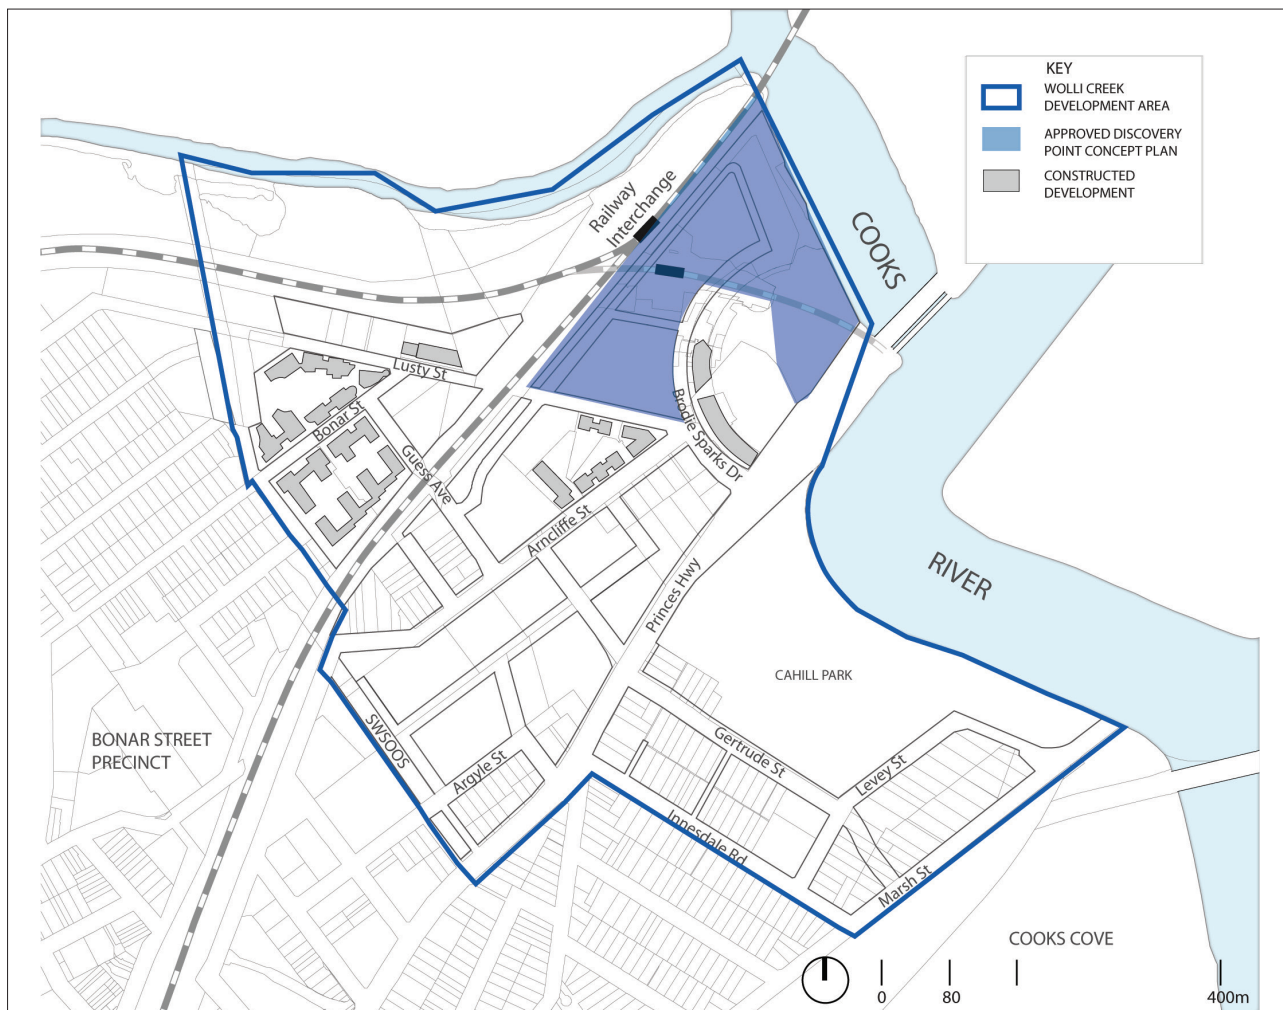 KEY
WOLLI CREEK
DEVELOPMENT AREA
APPROVED DISCOVERY
POINT CONCEPT PLAN
CONSTRUCTED
DEVELOPMENT
Railway
Interchange
COOKS
RIVER
Lusty St
Bonar St
Guess Ave
Brodie Sparks Dr
Arncliffe St
Princes Hwy
CAHILL PARK
SWSOOS
Argyle St
Gertrude St
Levey St
Innesdale Rd
Marsh St
BONAR STREET
PRECINCT
COOKS COVE
0
80
400m